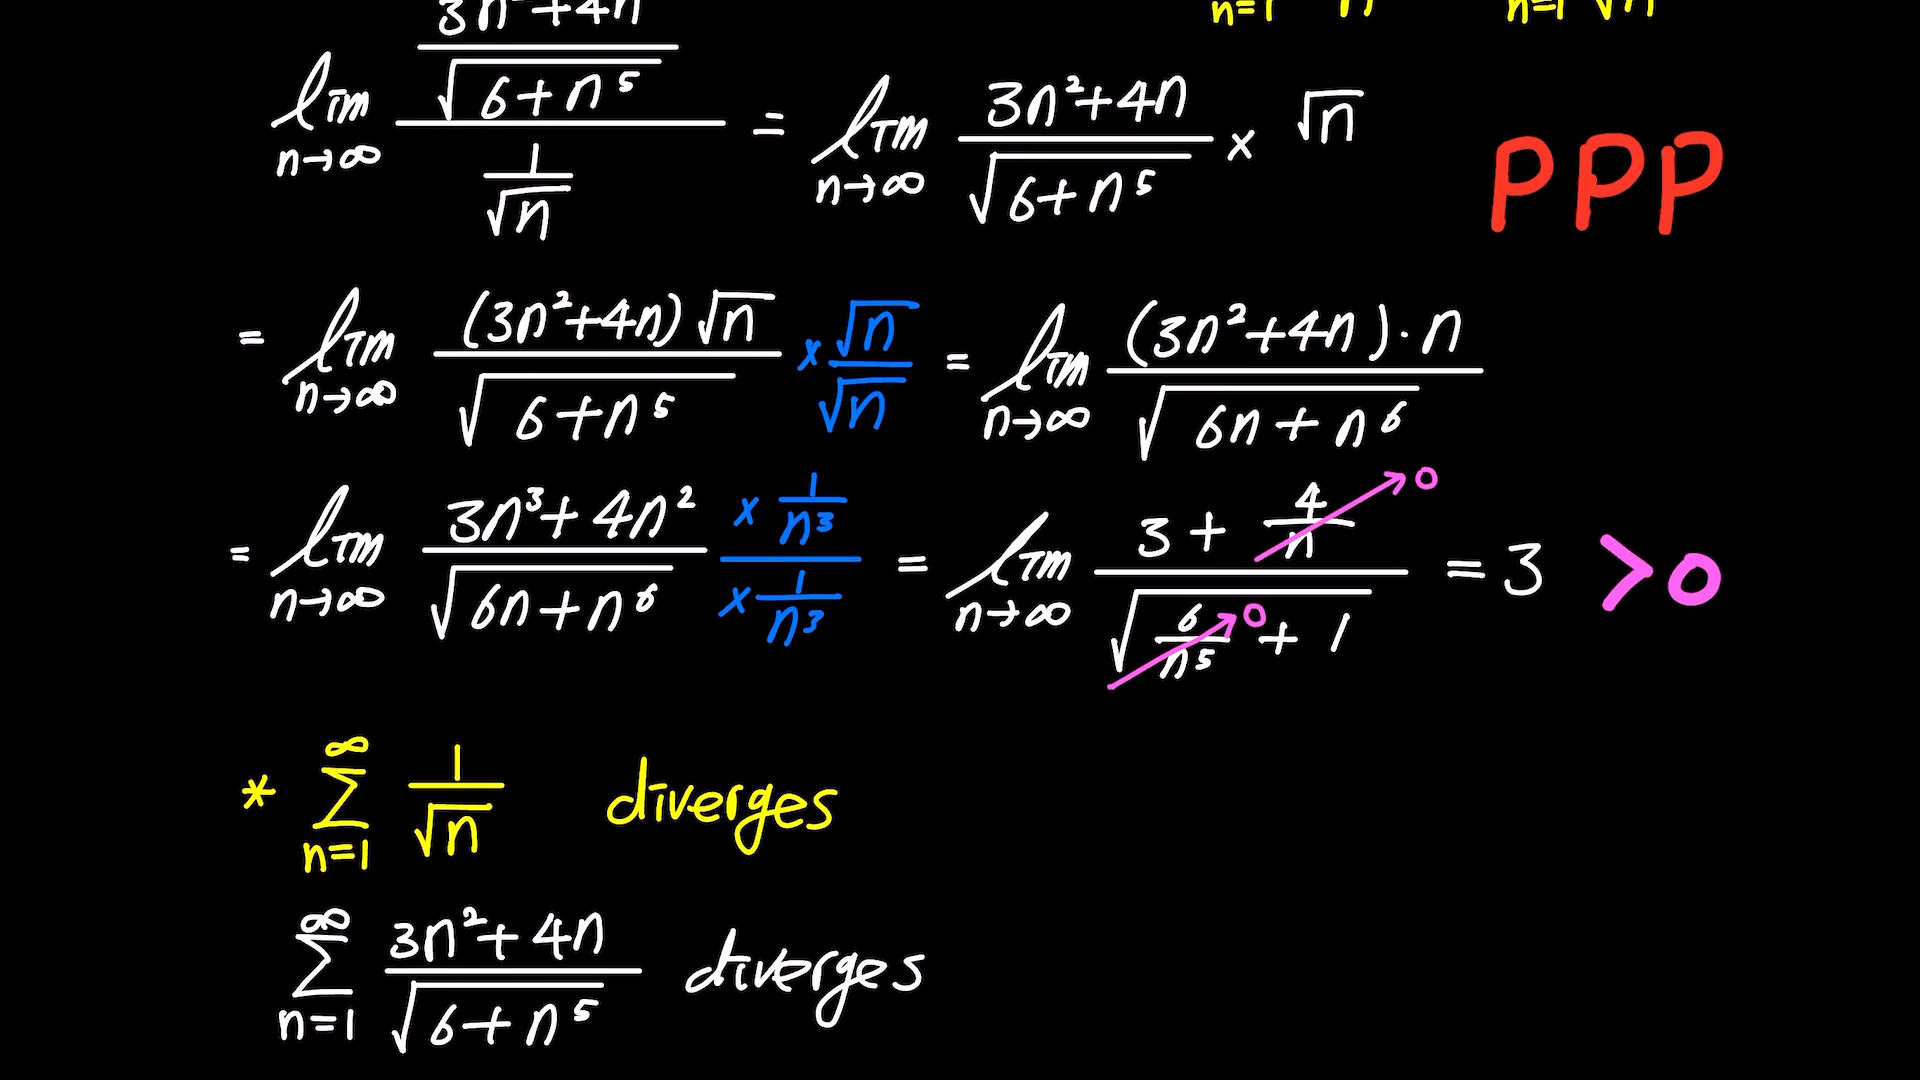 lim n→∞ (3n²+4n / √(6+n⁵)) / (1/√n) = lim n→∞ (3n²+4n) / √(6+n⁵) × √n
PPP
= lim n→∞ (3n²+4n)√n / √(6+n⁵) × √n/√n = lim n→∞ (3n²+4n)·n / √(6n+n⁶)
= lim n→∞ (3n³+4n²) / √(6n+n⁶) × (1/n³) / × (1/n³) = lim n→∞ (3 + 4/n →0) / √(6/n⁵ →0 + 1) = 3 >0
* ∞ Σ n=1 1/√n diverges
∞ Σ n=1 (3n²+4n) / √(6+n⁵) diverges